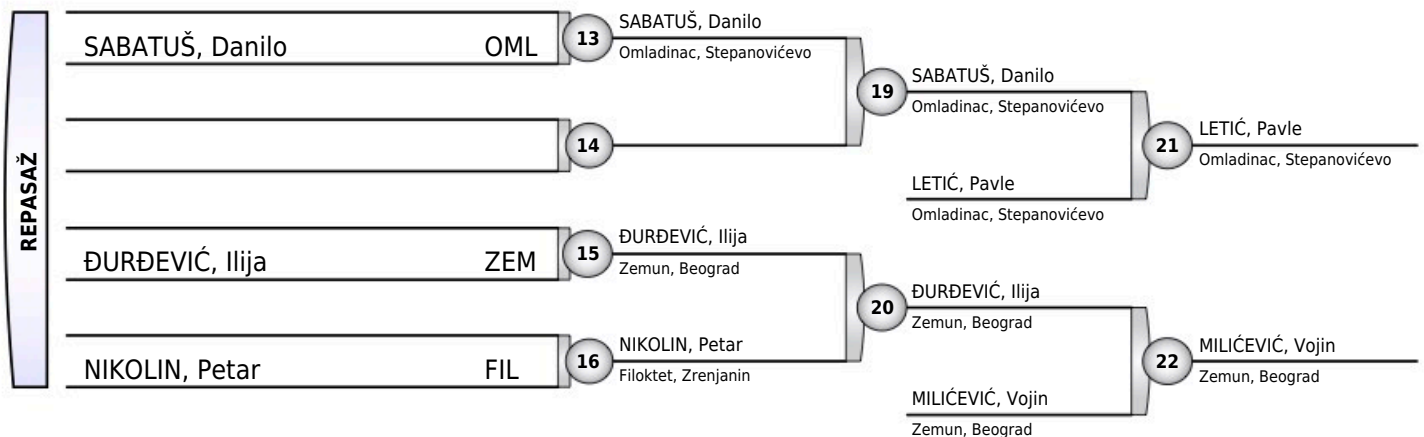 REPASAŽ
SABATUŠ, Danilo OML
NIKOLIN, Petar FIL
ĐURĐEVIĆ, Ilija ZEM
13
14
15
16
SABATUŠ, Danilo
Omladinac, Stepanovićevo
ĐURĐEVIĆ, Ilija
Zemun, Beograd
NIKOLIN, Petar
Filoktet, Zrenjanin
19
20
SABATUŠ, Danilo
Omladinac, Stepanovićevo
LETIĆ, Pavle
Omladinac, Stepanovićevo
ĐURĐEVIĆ, Ilija
Zemun, Beograd
MILIĆEVIĆ, Vojin
Zemun, Beograd
21
22
LETIĆ, Pavle
Omladinac, Stepanovićevo
MILIĆEVIĆ, Vojin
Zemun, Beograd